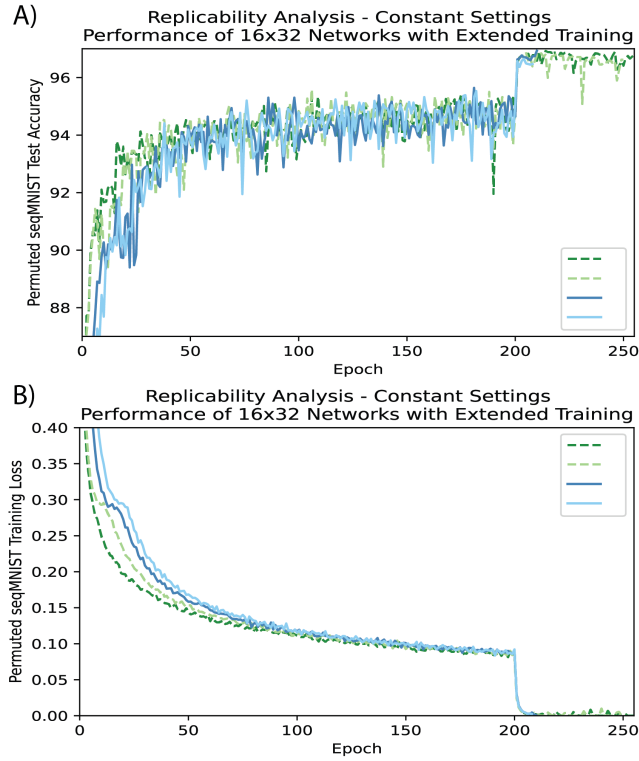 A)
Replicability Analysis - Constant Settings
Performance of 16x32 Networks with Extended Training
Permuted seqMNIST Test Accuracy
96
94
92
90
88
0 50 100 150 200 250
Epoch
B)
Replicability Analysis - Constant Settings
Performance of 16x32 Networks with Extended Training
Permuted seqMNIST Training Loss
0.40
0.35
0.30
0.25
0.20
0.15
0.10
0.05
0.00
0 50 100 150 200 250
Epoch